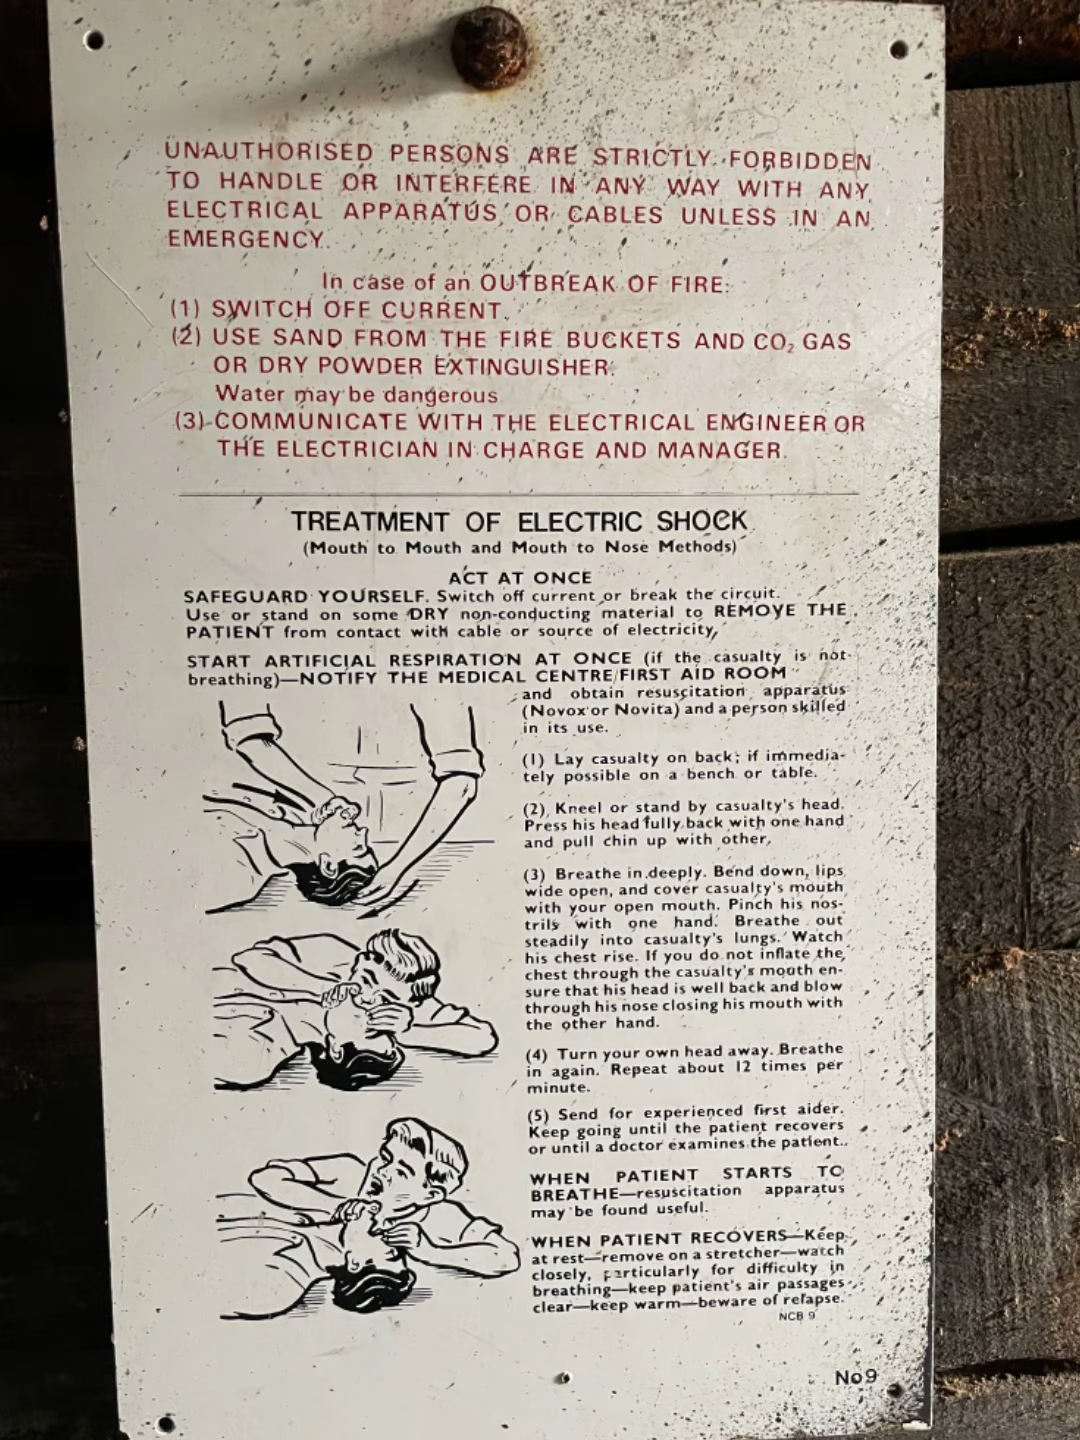 UNAUTHORISED PERSONS ARE STRICTLY FORBIDDEN
TO HANDLE OR INTERFERE IN ANY WAY WITH ANY
ELECTRICAL APPARATUS OR CABLES UNLESS IN AN
EMERGENCY.
In case of an OUTBREAK OF FIRE:
(1) SWITCH OFF CURRENT.
(2) USE SAND FROM THE FIRE BUCKETS AND CO₂ GAS
OR DRY POWDER EXTINGUISHER.
Water may be dangerous
(3) COMMUNICATE WITH THE ELECTRICAL ENGINEER OR
THE ELECTRICIAN IN CHARGE AND MANAGER.
TREATMENT OF ELECTRIC SHOCK
(Mouth to Mouth and Mouth to Nose Methods)
ACT AT ONCE
SAFEGUARD YOURSELF. Switch off current or break the circuit.
Use or stand on some DRY non-conducting material to REMOVE THE
PATIENT from contact with cable or source of electricity,
START ARTIFICIAL RESPIRATION AT ONCE (if the casualty is not
breathing)—NOTIFY THE MEDICAL CENTRE/FIRST AID ROOM
and obtain resuscitation apparatus
(Novox or Novita) and a person skilled
in its use.
(1) Lay casualty on back; if immedia-
tely possible on a bench or table.
(2) Kneel or stand by casualty's head.
Press his head fully back with one hand
and pull chin up with other.
(3) Breathe in deeply. Bend down, lips
wide open, and cover casualty's mouth
with your open mouth. Pinch his nos-
trils with one hand. Breathe out
steadily into casualty's lungs. Watch
his chest rise. If you do not inflate the
chest through the casualty's mouth en-
sure that his head is well back and blow
through his nose closing his mouth with
the other hand.
(4) Turn your own head away. Breathe
in again. Repeat about 12 times per
minute.
(5) Send for experienced first aider.
Keep going until the patient recovers
or until a doctor examines the patient.
WHEN PATIENT STARTS TO
BREATHE—resuscitation apparatus
may be found useful.
WHEN PATIENT RECOVERS—Keep
at rest—remove on a stretcher—watch
closely, particularly for difficulty in
breathing—keep patient's air passages
clear—keep warm—beware of relapse.
NCB 9
No 9